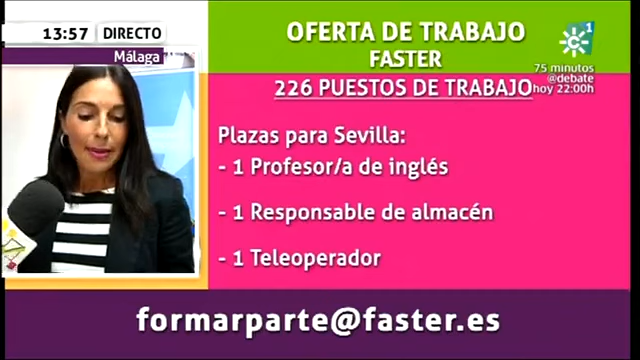 13:57 DIRECTO
Málaga
OFERTA DE TRABAJO
FASTER
226 PUESTOS DE TRABAJO
1
75 minutos
@debate
hoy 22:00h
Plazas para Sevilla:
- 1 Profesor/a de inglés
- 1 Responsable de almacén
- 1 Teleoperador
formarparte@faster.es